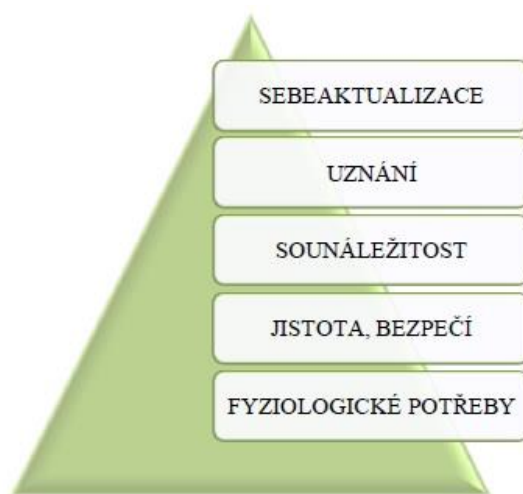 SEBEAKTUALIZACE
UZNÁNÍ
SOUNÁLEŽITOST
JISTOTA, BEZPEČÍ
FYZIOLOGICKÉ POTŘEBY